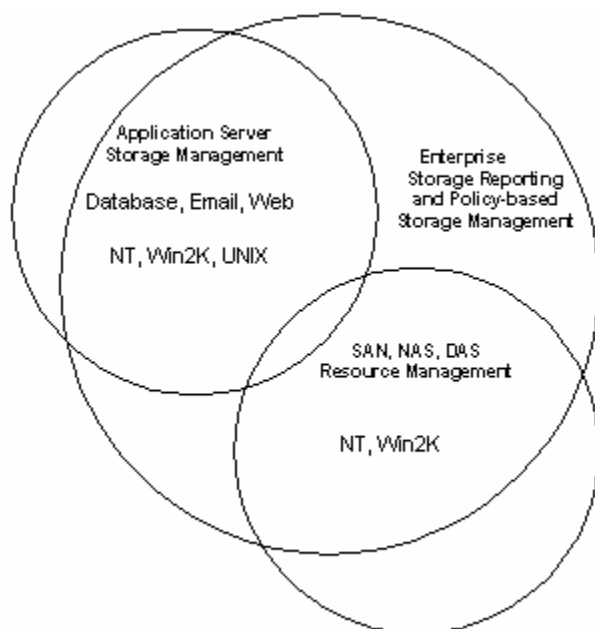 Application Server
Storage Management
Database, Email, Web
NT, Win2K, UNIX
Enterprise
Storage Reporting
and Policy-based
Storage Management
SAN, NAS, DAS
Resource Management
NT, Win2K